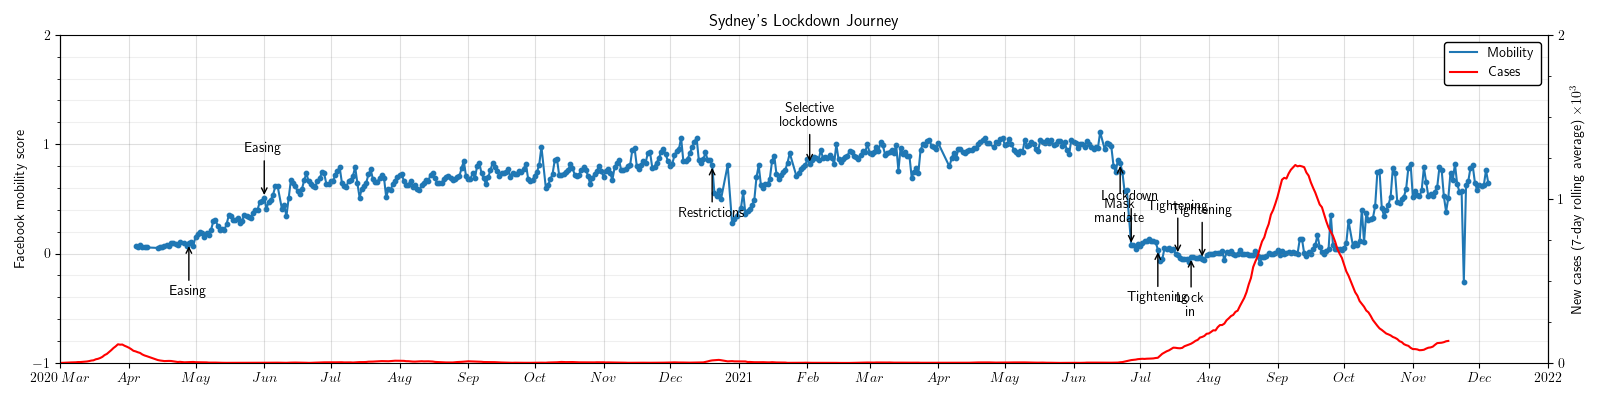 Sydney's Lockdown Journey
Facebook mobility score
2
1
0
−1
Mobility
Cases
Selective
lockdowns
Easing
Easing
Restrictions
Lockdown
Mask
mandate
Tightening
Tightening
Tightening
Lock
in
2
1
0
New cases (7-day rolling average) ×10³
2020 Mar Apr May Jun Jul Aug Sep Oct Nov Dec 2021 Feb Mar Apr May Jun Jul Aug Sep Oct Nov Dec 2022